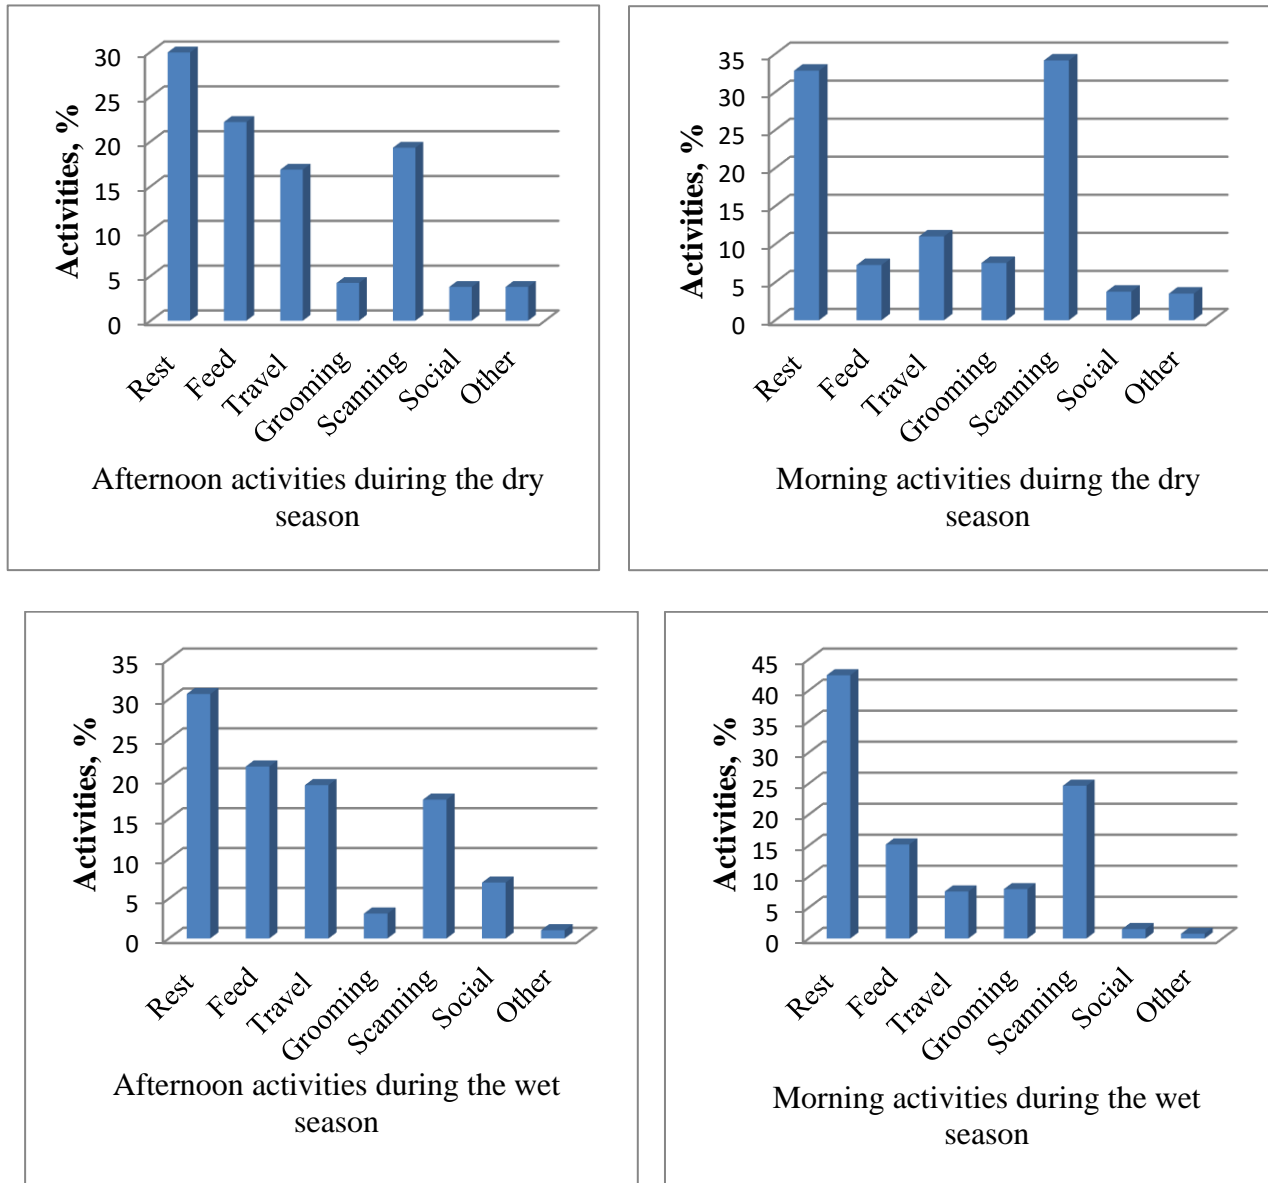 Activities, %
30
25
20
15
10
5
0
Rest
Feed
Travel
Grooming
Scanning
Social
Other
Afternoon activities duiring the dry
season
Activities, %
35
30
25
20
15
10
5
0
Rest
Feed
Travel
Grooming
Scanning
Social
Other
Morning activities duirng the dry
season
Activities, %
35
30
25
20
15
10
5
0
Rest
Feed
Travel
Grooming
Scanning
Social
Other
Afternoon activities during the wet
season
Activities, %
45
40
35
30
25
20
15
10
5
0
Rest
Feed
Travel
Grooming
Scanning
Social
Other
Morning activities during the wet
season